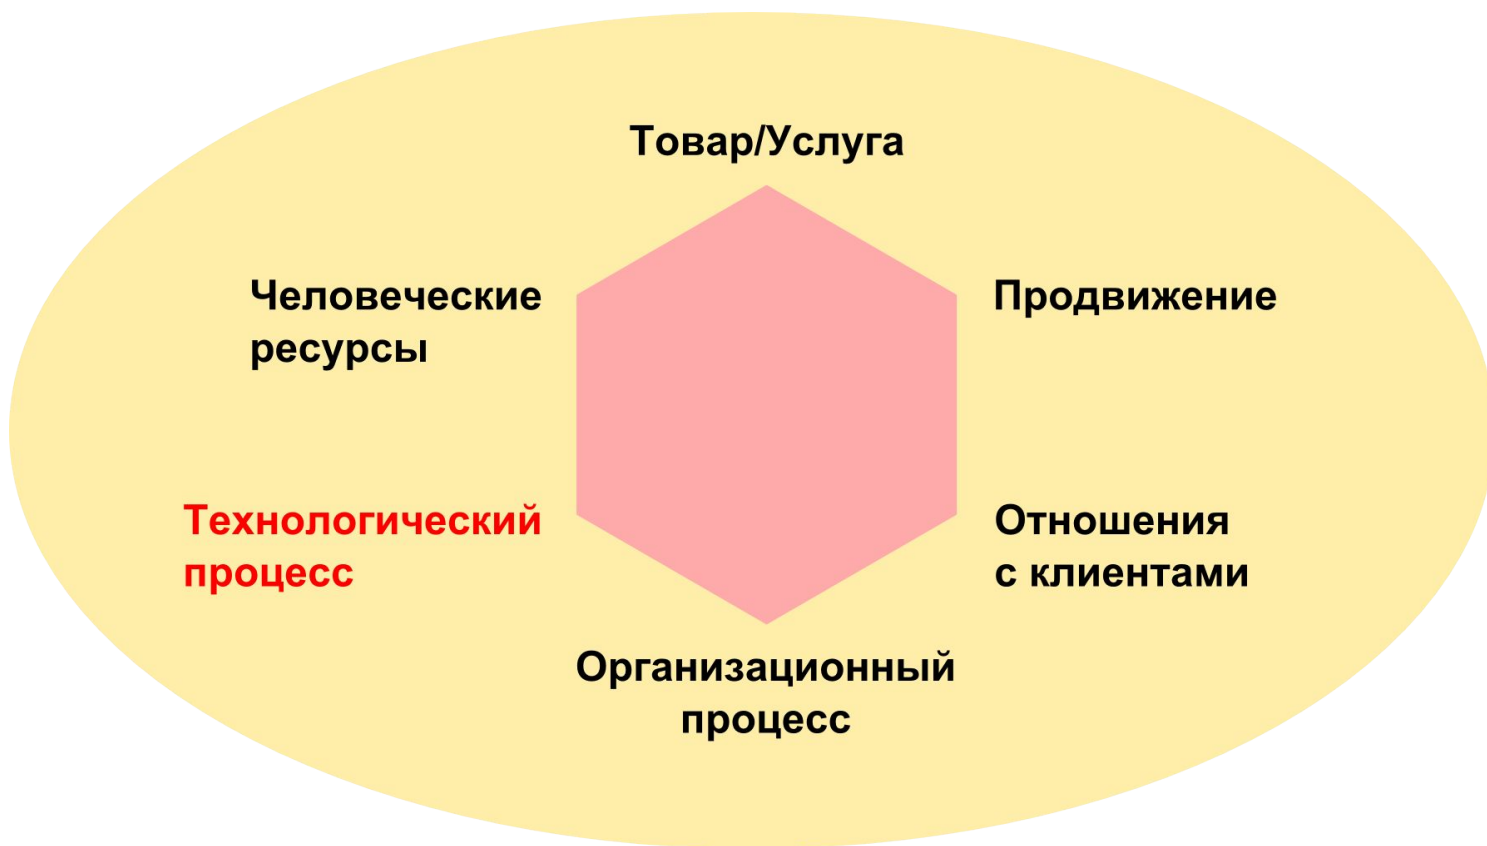 Товар/Услуга
Человеческие
ресурсы
Продвижение
Технологический
процесс
Отношения
с клиентами
Организационный
процесс